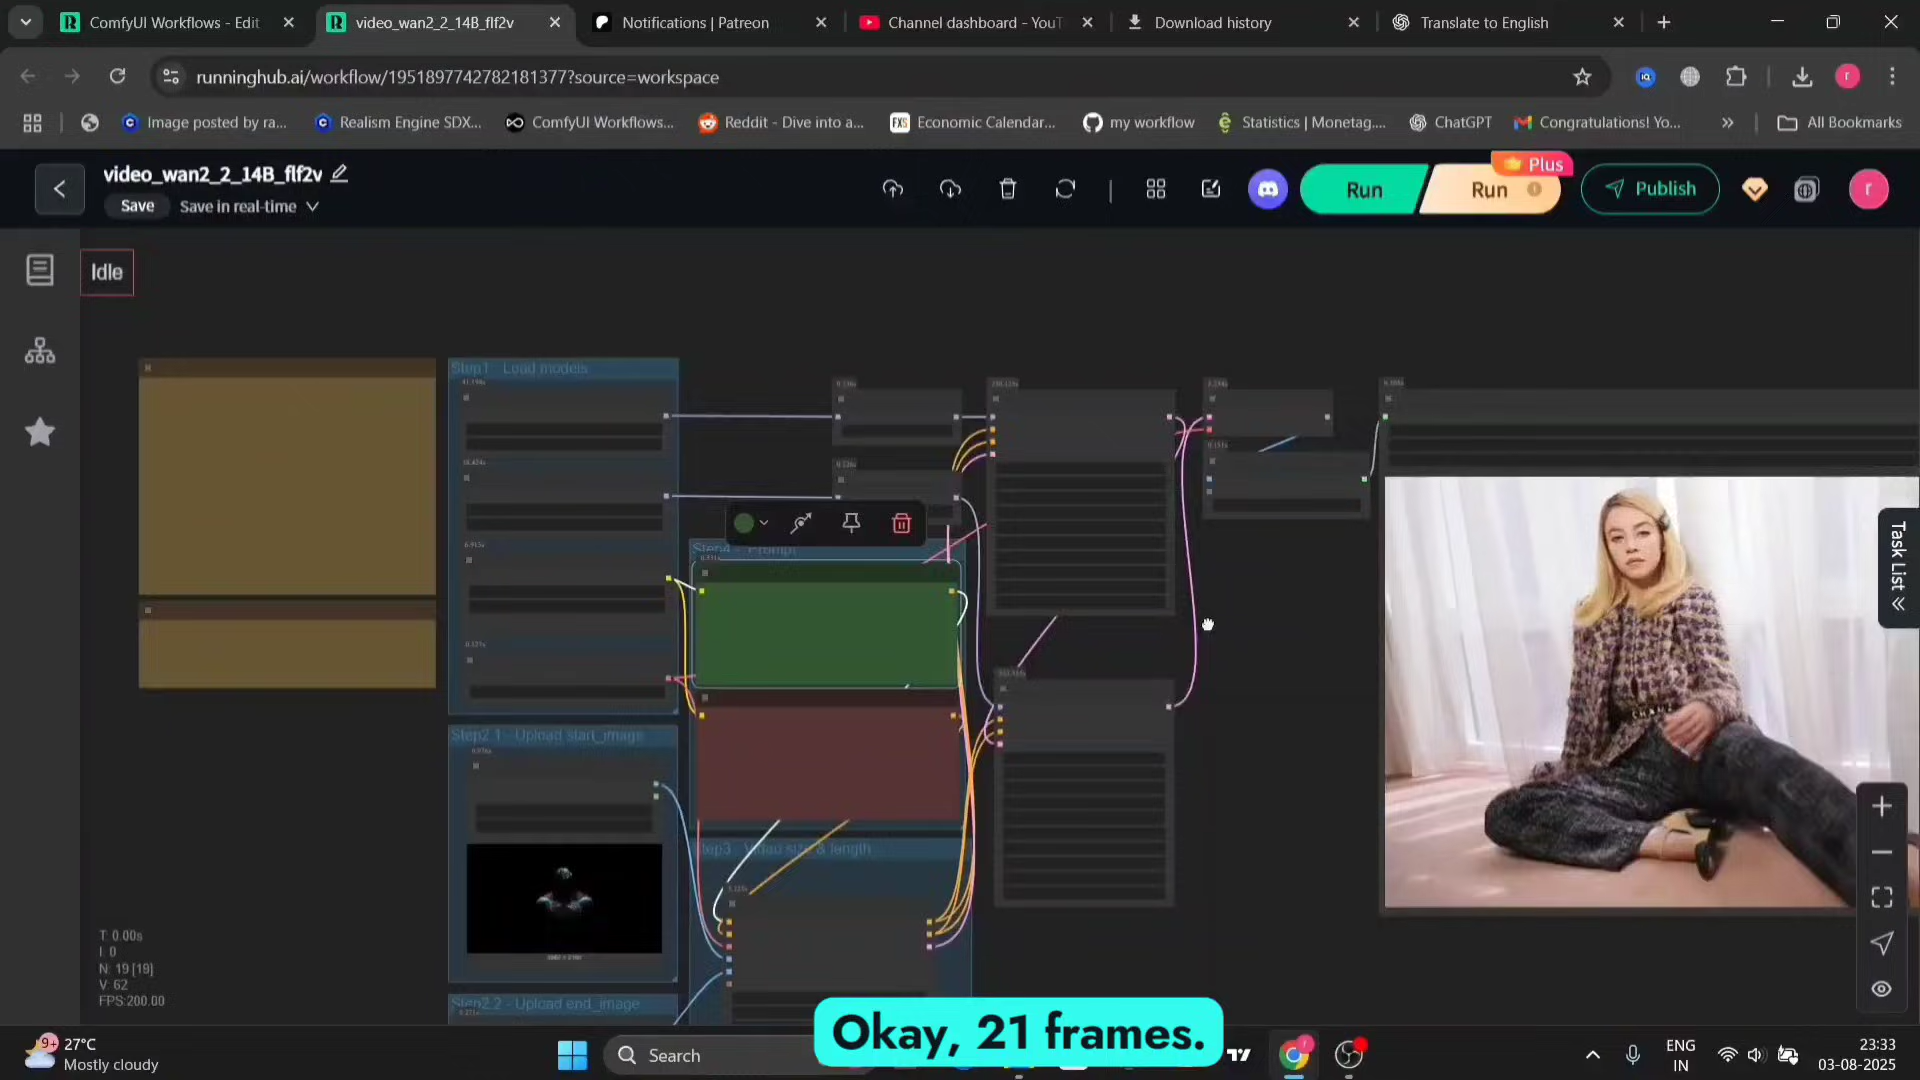 ComfyUI Workflows - Edit
video_wan2_2_14B_flf2v
Notifications | Patreon
Channel dashboard - YouT
Download history
Translate to English
runninghub.ai/workflow/1951897742782181377?source=workspace
Image posted by ra...
Realism Engine SDX...
ComfyUI Workflows...
Reddit - Dive into a...
FXS
Economic Calendar...
my workflow
Statistics | Monetag....
ChatGPT
Congratulations! Yo...
All Bookmarks
video_wan2_2_14B_flf2v
Save
Save in real-time
Run
Run
Plus
Publish
r
Idle
Step1 - Load models
Step4 - Prompt
Step2.1 - Upload start_image
Step3 - Video size & length
Step2.2 - Upload end_image
Task List
T: 0.00s
I: 0
N: 19 [19]
V: 62
FPS:200.00
Okay, 21 frames.
9+
27°C
Mostly cloudy
Search
ENG
IN
23:33
03-08-2025